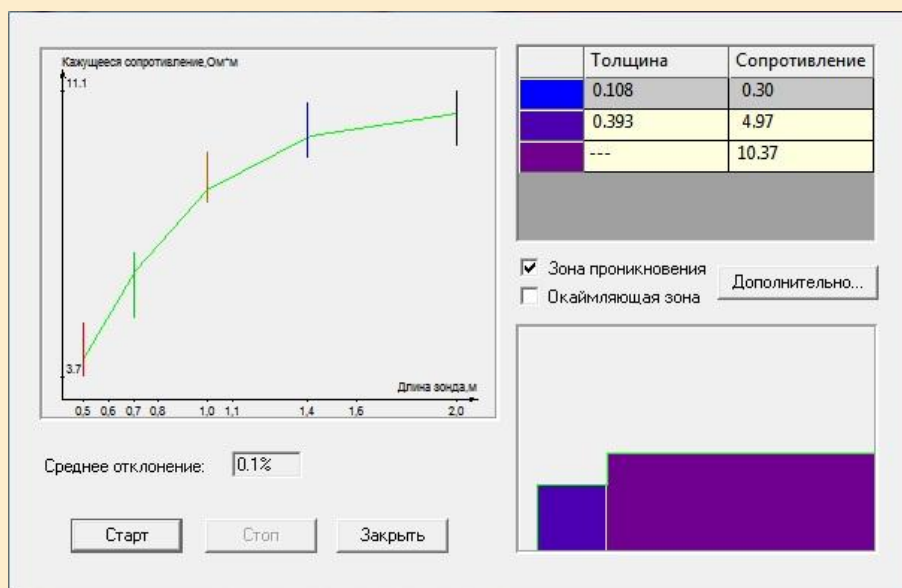 Кажущееся сопротивление,Ом*м
11.1
3.7
Длина зонда,м
0,5 0,6 0,7 0,8 1,0 1,1 1,4 1,6 2,0
Среднее отклонение: 0.1%
Старт Стоп Закрыть
Толщина Сопротивление
0.108 0.30
0.393 4.97
--- 10.37
Зона проникновения
Окаймляющая зона
Дополнительно...